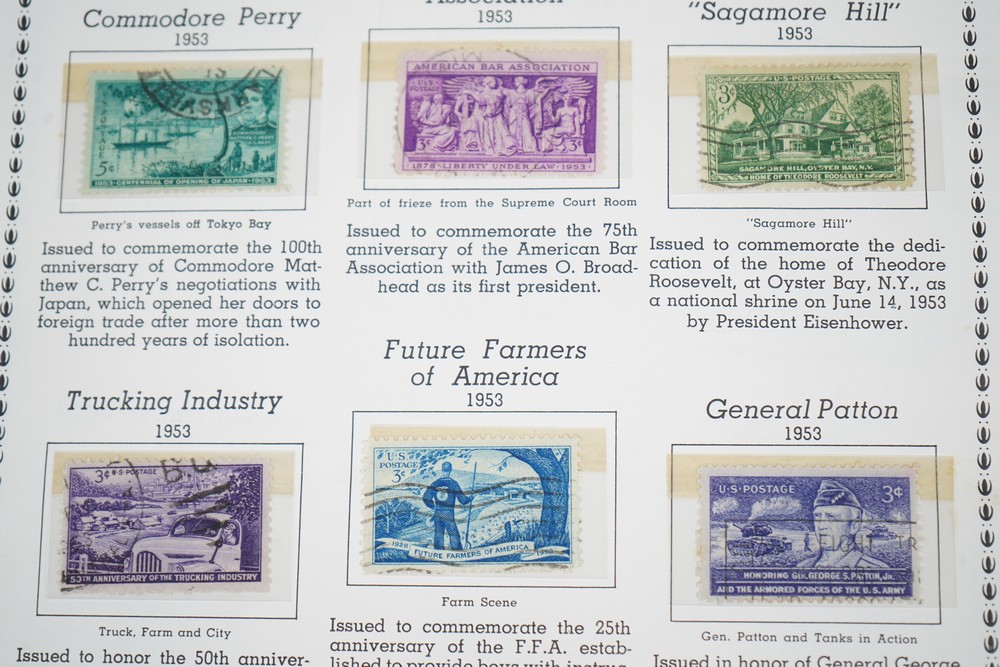 Commodore Perry
1953
5¢
1853·CENTENNIAL OF OPENING OF JAPAN·1953
Perry's vessels off Tokyo Bay
Issued to commemorate the 100th
anniversary of Commodore Mat-
thew C. Perry's negotiations with
Japan, which opened her doors to
foreign trade after more than two
hundred years of isolation.
Association
1953
AMERICAN BAR ASSOCIATION
U·S·
POSTAGE
3¢ 3¢
1878·LIBERTY UNDER LAW·1953·
Part of frieze from the Supreme Court Room
Issued to commemorate the 75th
anniversary of the American Bar
Association with James O. Broad-
head as its first president.
"Sagamore Hill"
1953
U·S·POSTAGE
3¢
SAGAMORE HILL, OYSTER BAY, N.Y.
HOME OF THEODORE ROOSEVELT
"Sagamore Hill"
Issued to commemorate the dedi-
cation of the home of Theodore
Roosevelt, at Oyster Bay, N.Y., as
a national shrine on June 14, 1953
by President Eisenhower.
Trucking Industry
1953
3¢ U·S·POSTAGE
50TH ANNIVERSARY OF THE TRUCKING INDUSTRY
Truck, Farm and City
Issued to honor the 50th anniver-
Future Farmers
of America
1953
U·S
POSTAGE
3¢
1928 FUTURE FARMERS OF AMERICA 1953
Farm Scene
Issued to commemorate the 25th
anniversary of the F.F.A. estab-
lished to provide boys with instruc-
General Patton
1953
U·S·POSTAGE 3¢
HONORING GEN. GEORGE S. PATTON, JR.
AND THE ARMORED FORCES OF THE U.S. ARMY
Gen. Patton and Tanks in Action
Issued in honor of General George